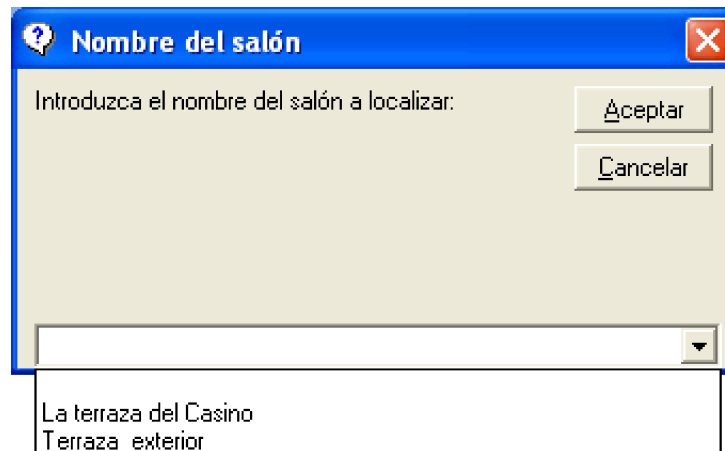 Nombre del salón
Introduzca el nombre del salón a localizar:
Aceptar
Cancelar
La terraza del Casino
Terraza exterior